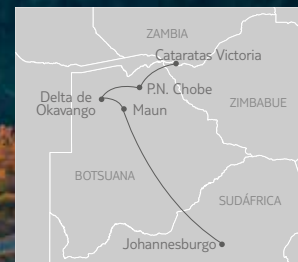 ZAMBIA
Cataratas Victoria
P.N. Chobe
Delta de
Okavango
Maun
ZIMBABUE
BOTSUANA
SUDÁFRICA
Johannesburgo